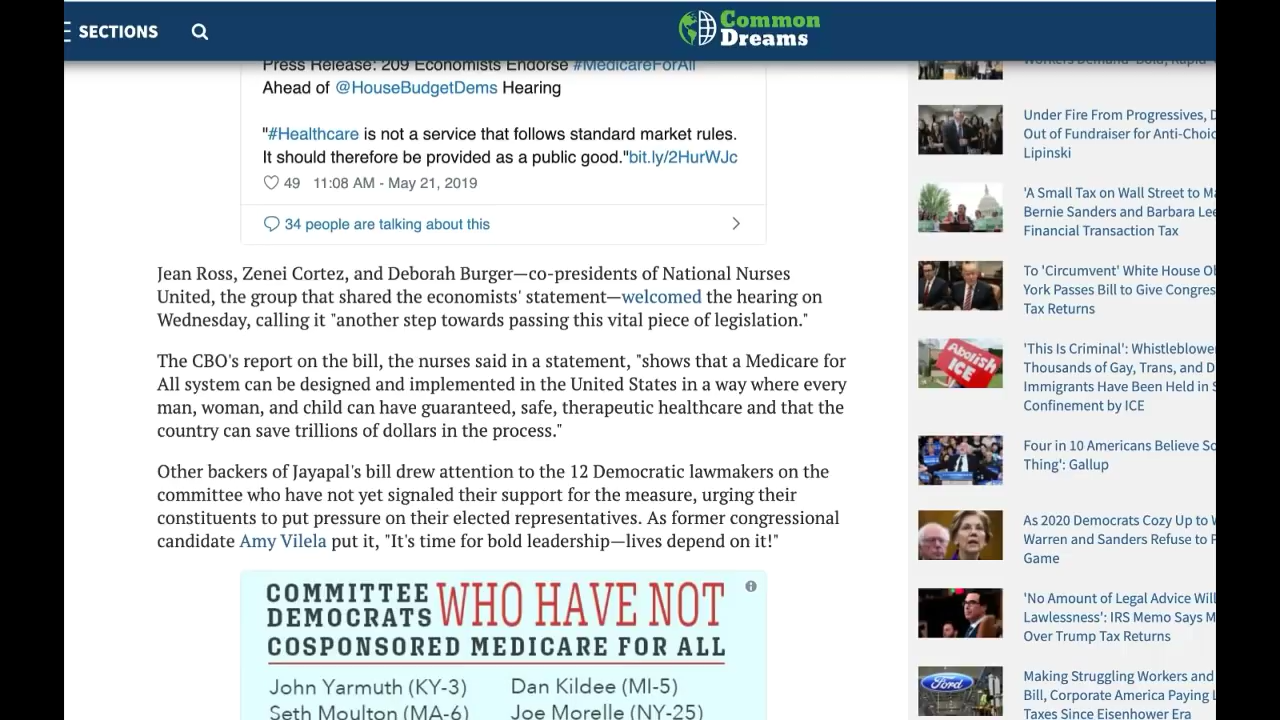 SECTIONS
Common
Dreams
Press Release: 209 Economists Endorse #MedicareForAll
Ahead of @HouseBudgetDems Hearing
"#Healthcare is not a service that follows standard market rules.
It should therefore be provided as a public good."bit.ly/2HurWJc
49 11:08 AM - May 21, 2019
34 people are talking about this
Jean Ross, Zenei Cortez, and Deborah Burger—co-presidents of National Nurses
United, the group that shared the economists' statement—welcomed the hearing on
Wednesday, calling it "another step towards passing this vital piece of legislation."
The CBO's report on the bill, the nurses said in a statement, "shows that a Medicare for
All system can be designed and implemented in the United States in a way where every
man, woman, and child can have guaranteed, safe, therapeutic healthcare and that the
country can save trillions of dollars in the process."
Other backers of Jayapal's bill drew attention to the 12 Democratic lawmakers on the
committee who have not yet signaled their support for the measure, urging their
constituents to put pressure on their elected representatives. As former congressional
candidate Amy Vilela put it, "It's time for bold leadership—lives depend on it!"
COMMITTEE
DEMOCRATS WHO HAVE NOT
COSPONSORED MEDICARE FOR ALL
John Yarmuth (KY-3)
Dan Kildee (MI-5)
Seth Moulton (MA-6)
Joe Morelle (NY-25)
Workers Demand 'Bold, Rapid
Under Fire From Progressives, D
Out of Fundraiser for Anti-Choic
Lipinski
'A Small Tax on Wall Street to Ma
Bernie Sanders and Barbara Lee
Financial Transaction Tax
To 'Circumvent' White House Ob
York Passes Bill to Give Congres
Tax Returns
Abolish
ICE
'This Is Criminal': Whistleblower
Thousands of Gay, Trans, and D
Immigrants Have Been Held in S
Confinement by ICE
Four in 10 Americans Believe So
Thing': Gallup
As 2020 Democrats Cozy Up to W
Warren and Sanders Refuse to P
Game
'No Amount of Legal Advice Will
Lawlessness': IRS Memo Says M
Over Trump Tax Returns
Ford
Making Struggling Workers and
Bill, Corporate America Paying L
Taxes Since Eisenhower Era